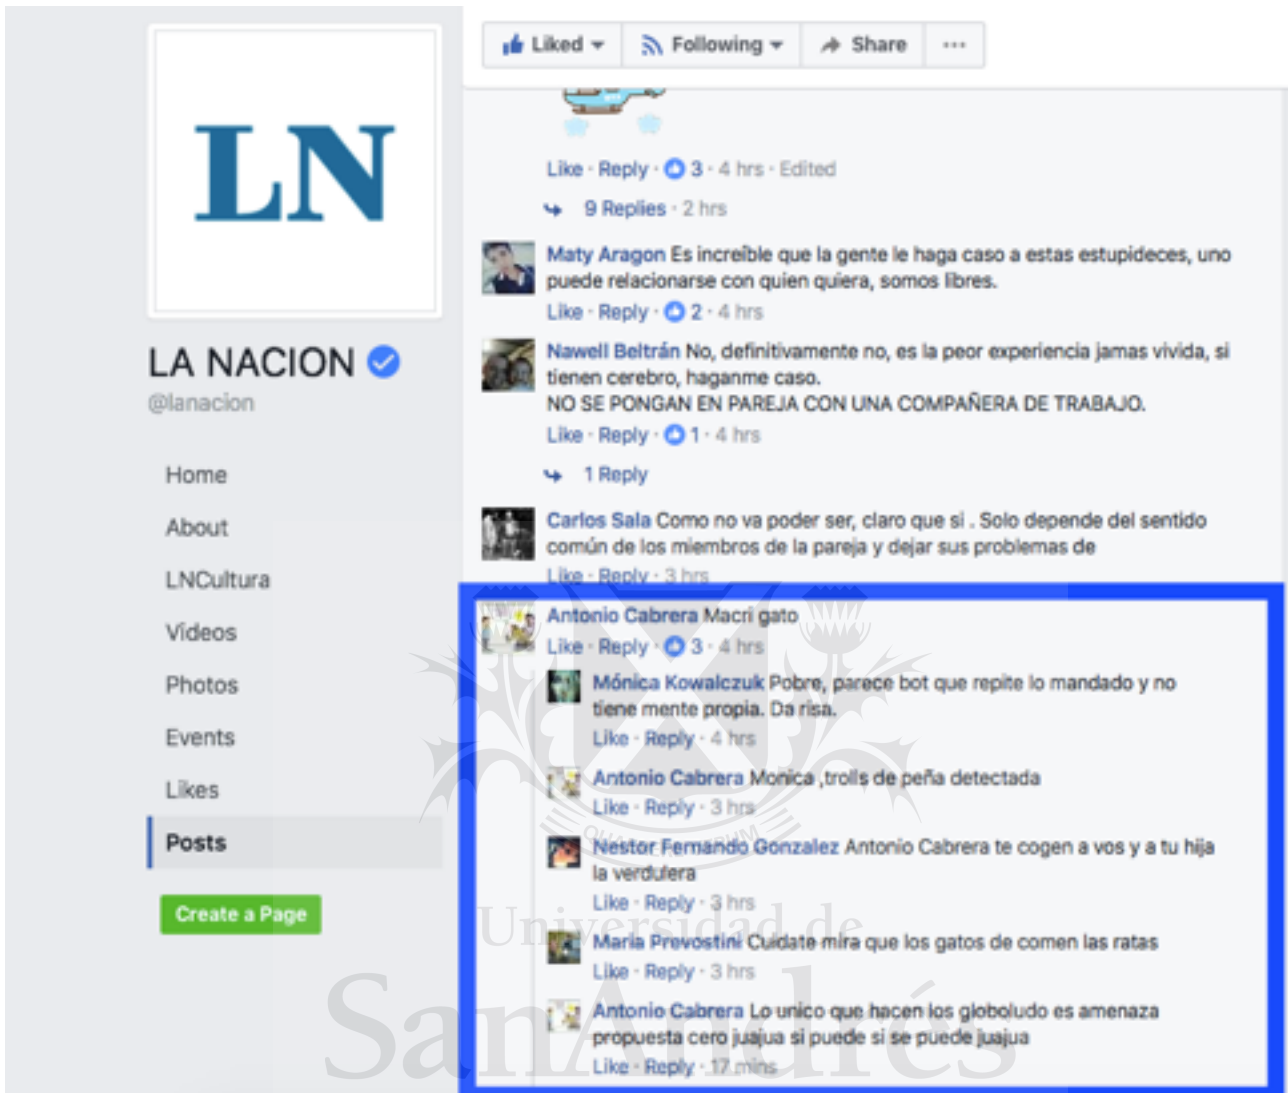 LN
LA NACION
@lanacion
Home
About
LNCultura
Videos
Photos
Events
Likes
Posts
Create a Page
Liked Following Share ...
Like · Reply · 3 · 4 hrs · Edited
9 Replies · 2 hrs
Maty Aragon Es increíble que la gente le haga caso a estas estupideces, uno
puede relacionarse con quien quiera, somos libres.
Like · Reply · 2 · 4 hrs
Nawell Beltrán No, definitivamente no, es la peor experiencia jamas vivida, si
tienen cerebro, haganme caso.
NO SE PONGAN EN PAREJA CON UNA COMPAÑERA DE TRABAJO.
Like · Reply · 1 · 4 hrs
1 Reply
Carlos Sala Como no va poder ser, claro que si . Solo depende del sentido
común de los miembros de la pareja y dejar sus problemas de
Like · Reply · 3 hrs
Antonio Cabrera Macri gato
Like · Reply · 3 · 4 hrs
Mónica Kowalczuk Pobre, parece bot que repite lo mandado y no
tiene mente propia. Da risa.
Like · Reply · 4 hrs
Antonio Cabrera Monica ,trolls de peña detectada
Like · Reply · 3 hrs
Nestor Fernando Gonzalez Antonio Cabrera te cogen a vos y a tu hija
la verdulera
Like · Reply · 3 hrs
Maria Prevostini Cuidate mira que los gatos de comen las ratas
Like · Reply · 3 hrs
Antonio Cabrera Lo unico que hacen los globoludo es amenaza
propuesta cero juajua si puede si se puede juajua
Like · Reply · 17 mins
Universidad de
SanAndrés